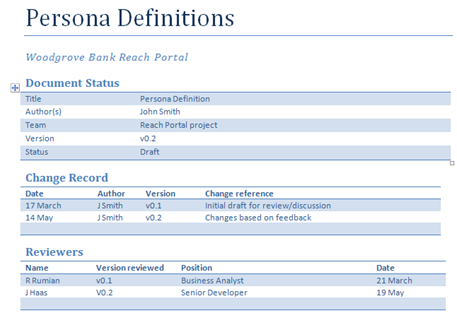 Persona Definitions
Woodgrove Bank Reach Portal
Document Status
Title Persona Definition
Author(s) John Smith
Team Reach Portal project
Version v0.2
Status Draft
Change Record
Date Author Version Change reference
17 March J Smith v0.1 Initial draft for review/discussion
14 May J Smith v0.2 Changes based on feedback
Reviewers
Name Version reviewed Position Date
R Rumian v0.1 Business Analyst 21 March
J Haas V0.2 Senior Developer 19 May